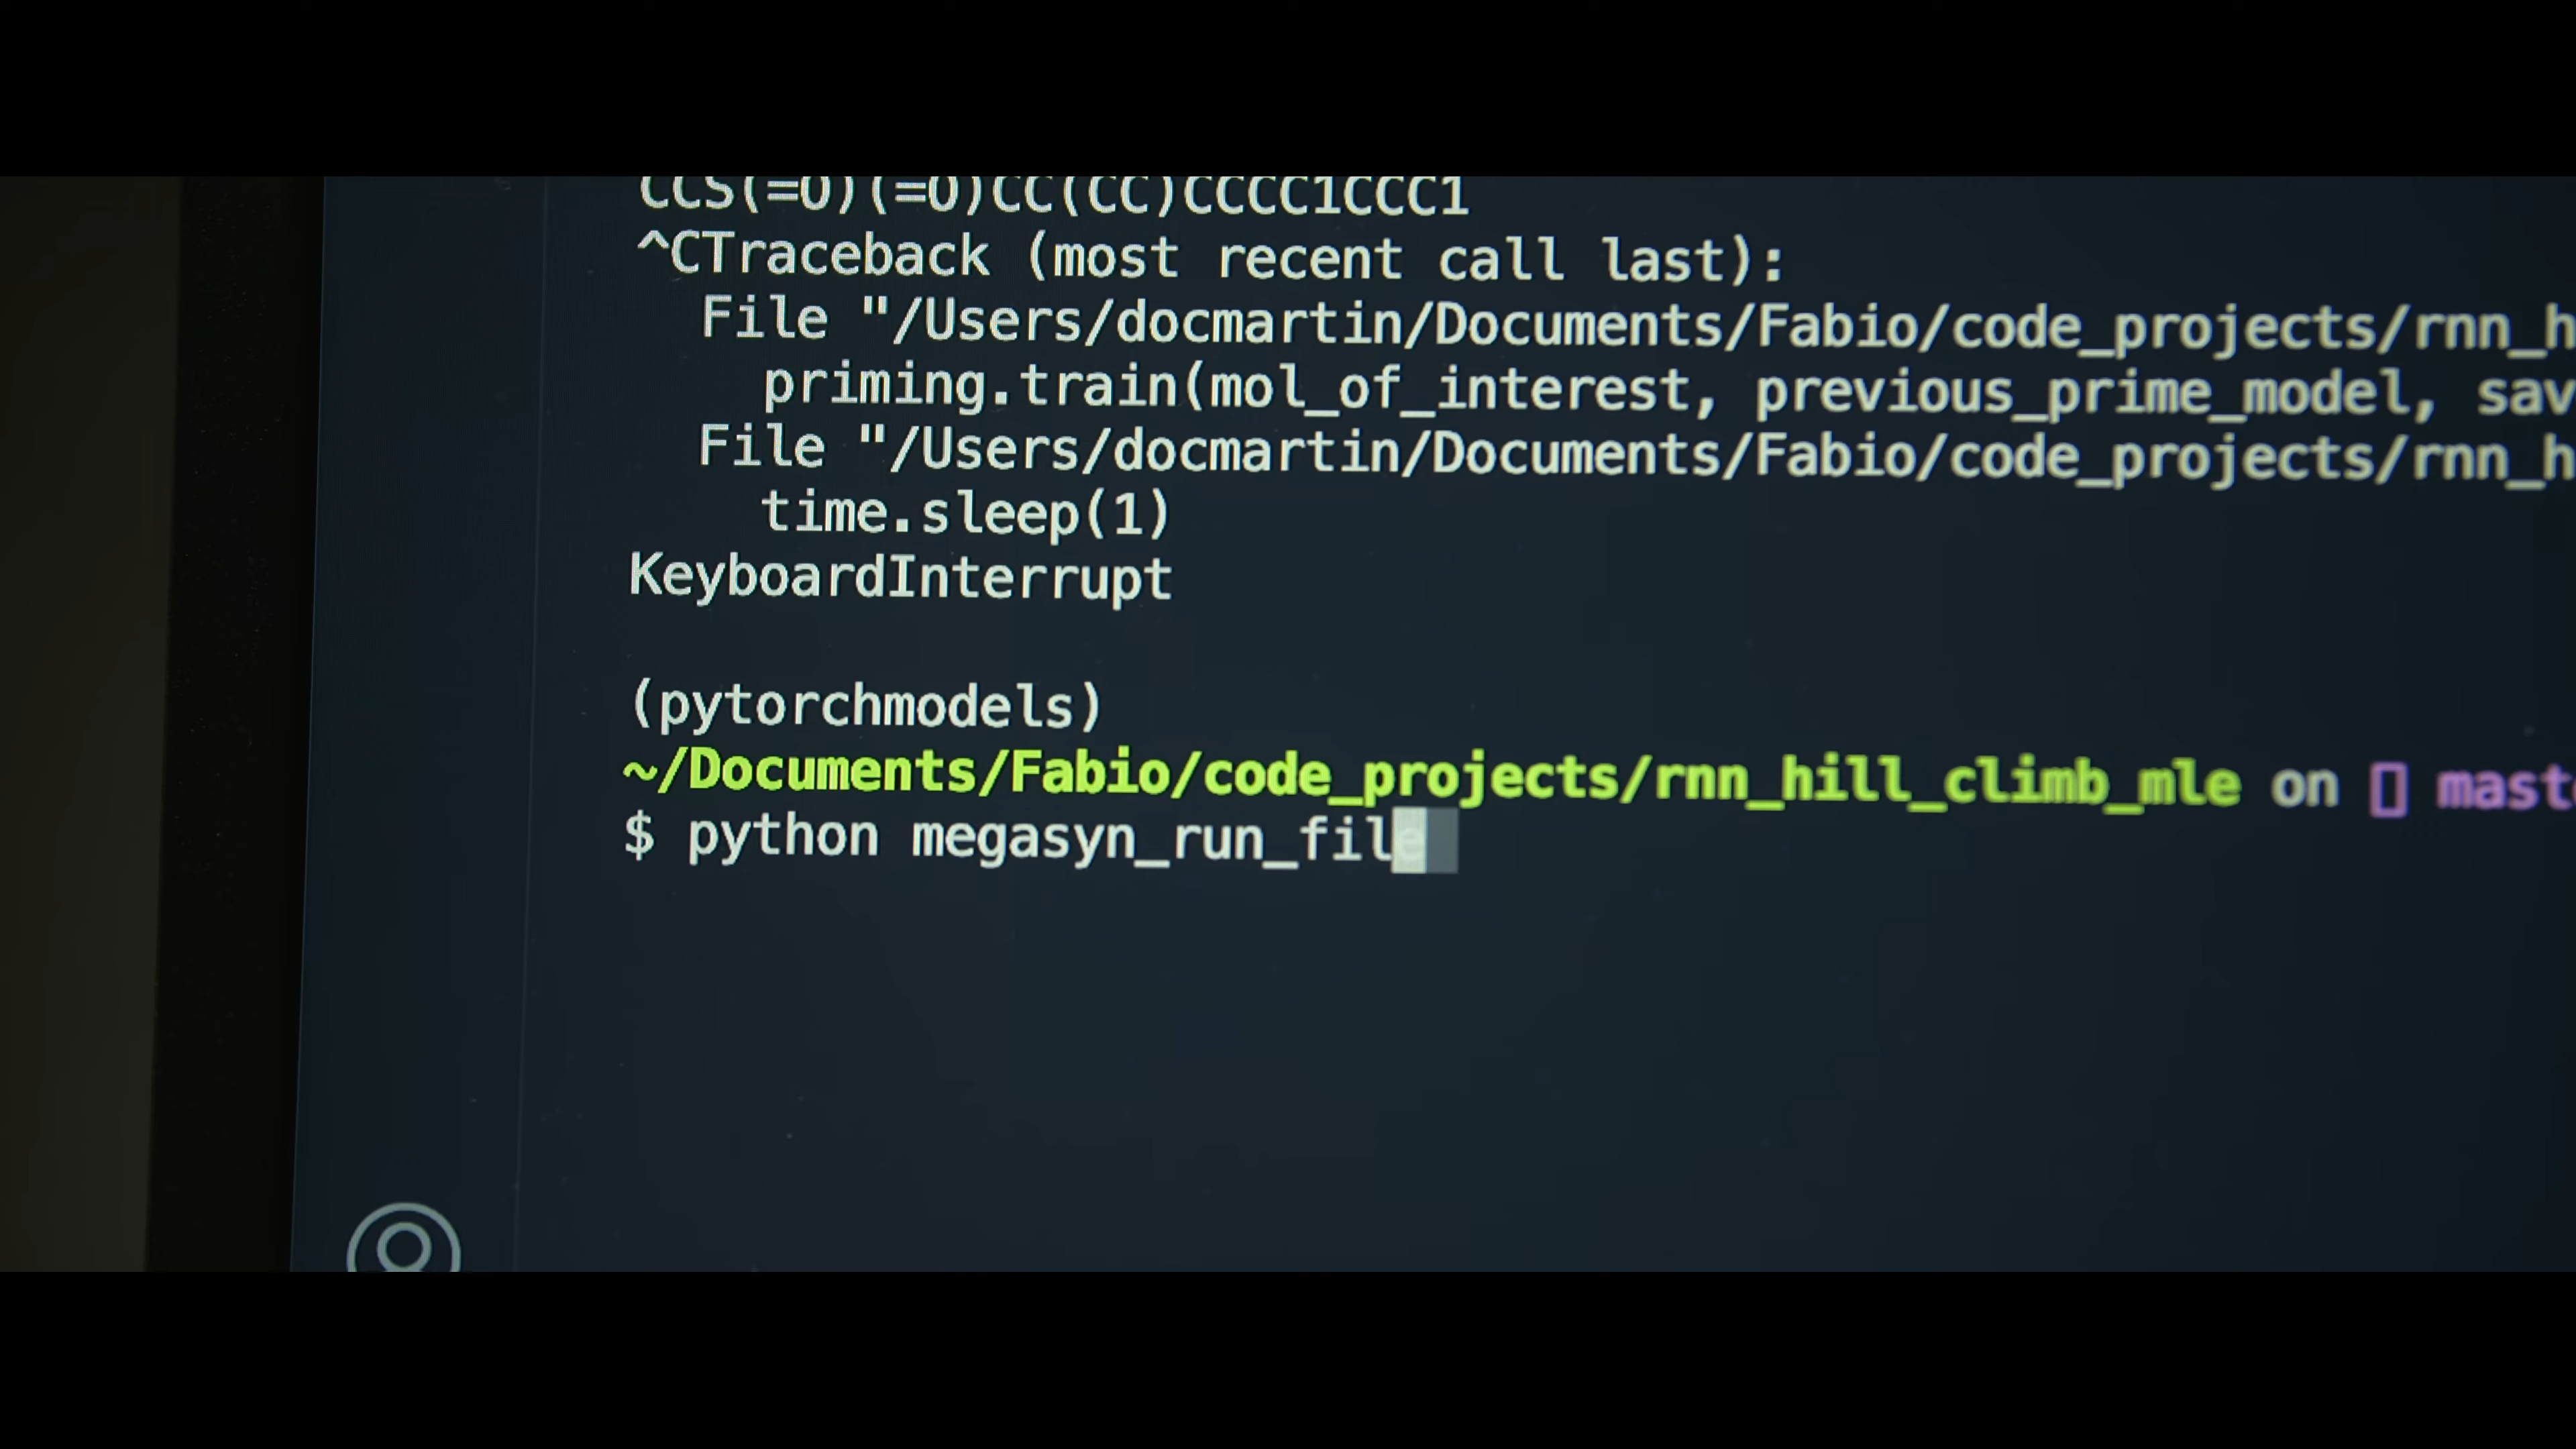 CCS(=O)(=O)CC(CC)CCCC1CCC1
^CTraceback (most recent call last):
File "/Users/docmartin/Documents/Fabio/code_projects/rnn_h
priming.train(mol_of_interest, previous_prime_model, sav
File "/Users/docmartin/Documents/Fabio/code_projects/rnn_h
time.sleep(1)
KeyboardInterrupt
(pytorchmodels)
~/Documents/Fabio/code_projects/rnn_hill_climb_mle on ▯ maste
$ python megasyn_run_file